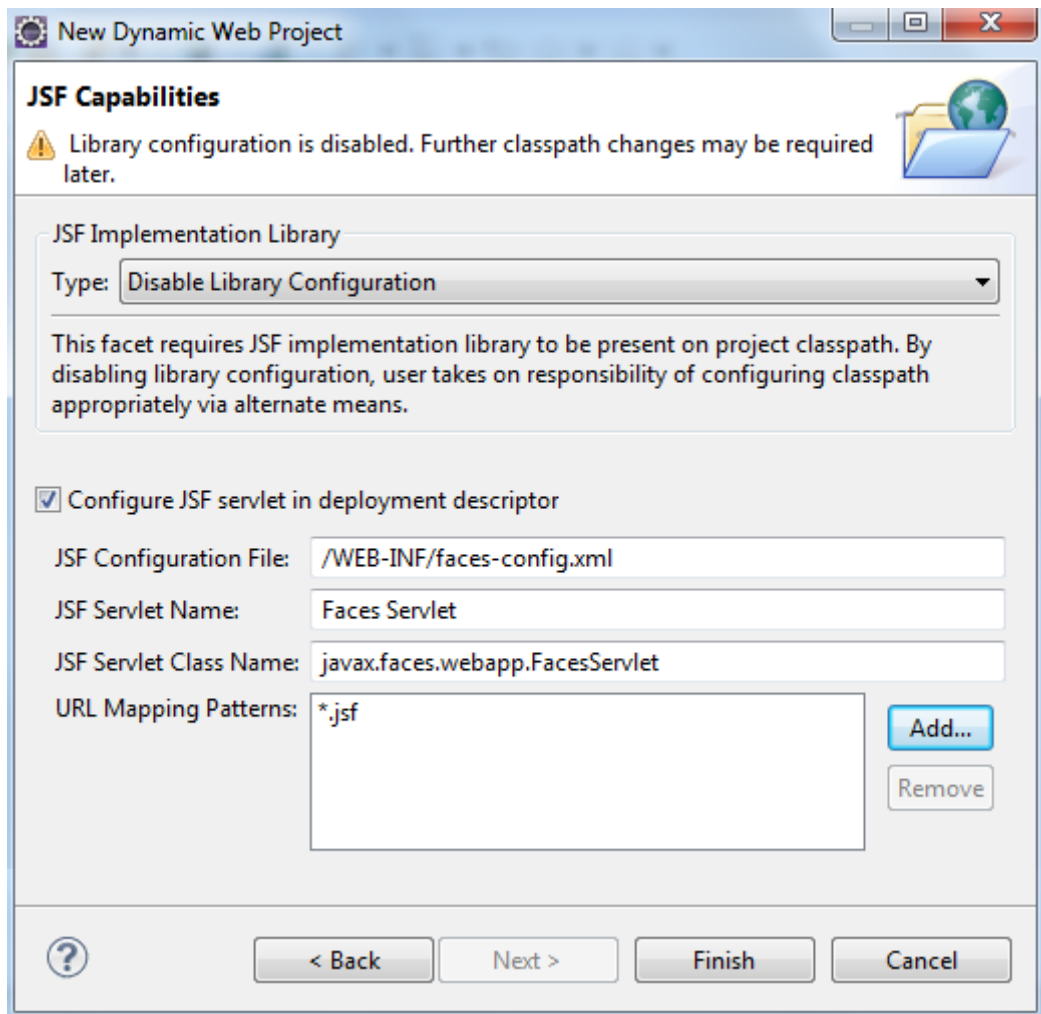 New Dynamic Web Project
JSF Capabilities
Library configuration is disabled. Further classpath changes may be required
later.
JSF Implementation Library
Type: Disable Library Configuration
This facet requires JSF implementation library to be present on project classpath. By
disabling library configuration, user takes on responsibility of configuring classpath
appropriately via alternate means.
Configure JSF servlet in deployment descriptor
JSF Configuration File: /WEB-INF/faces-config.xml
JSF Servlet Name: Faces Servlet
JSF Servlet Class Name: javax.faces.webapp.FacesServlet
URL Mapping Patterns: *.jsf
Add...
Remove
? < Back Next > Finish Cancel